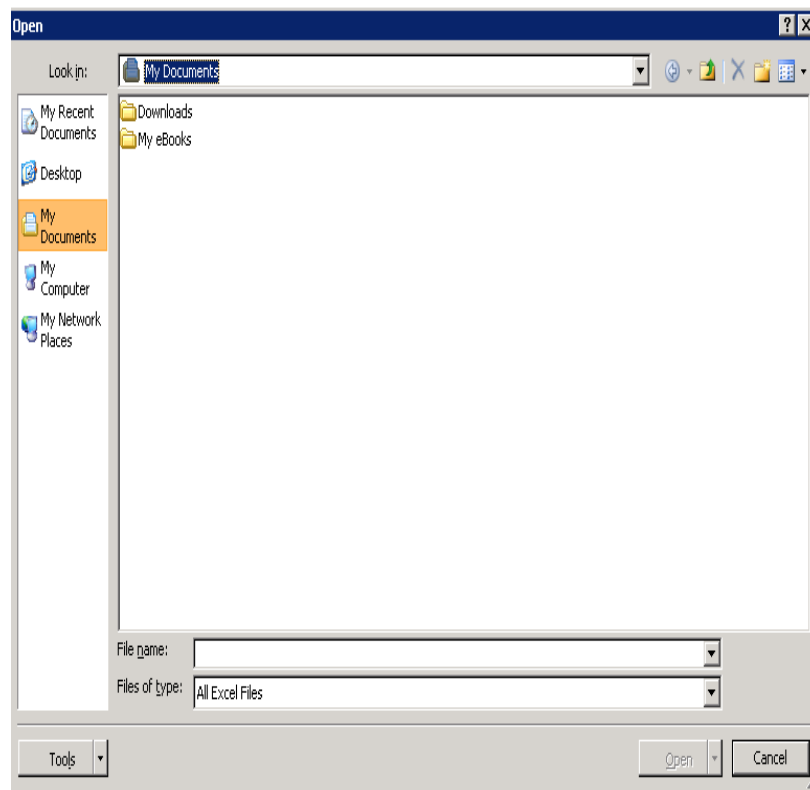 Open
Look in:
My Documents
My Recent
Documents
Desktop
My
Documents
My
Computer
My Network
Places
Downloads
My eBooks
File name:
Files of type:
All Excel Files
Tools
Open
Cancel